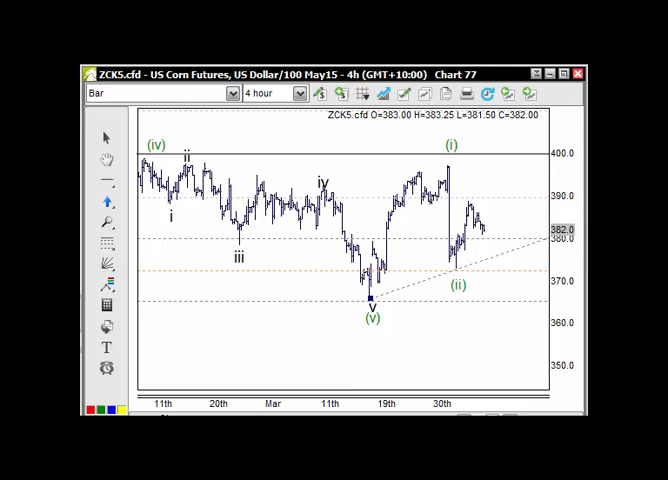 ZCK5.cfd - US Corn Futures, US Dollar/100 May15 - 4h (GMT+10:00) Chart 77
Bar 4 hour
ZCK5.cfd O=383.00 H=383.25 L=381.50 C=382.00
(iv) ii (i)
400.0
iv
390.0
i
382.0
380.0
iii
370.0
(ii)
v
(v)
360.0
350.0
11th 20th Mar 11th 19th 30th